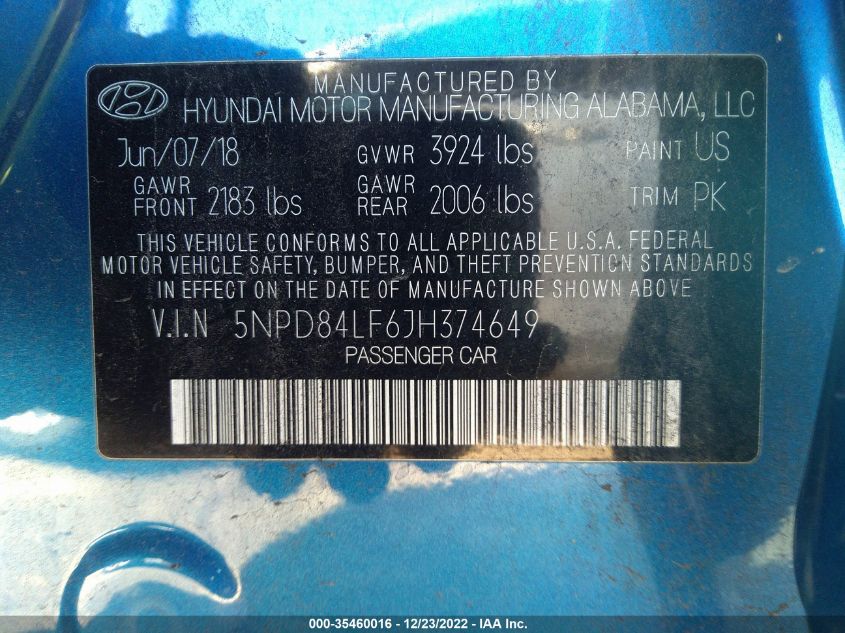 MANUFACTURED BY
HYUNDAI MOTOR MANUFACTURING ALABAMA, LLC
Jun/07/18 GVWR 3924 lbs PAINT US
GAWR FRONT 2183 lbs GAWR REAR 2006 lbs TRIM PK
THIS VEHICLE CONFORMS TO ALL APPLICABLE U.S.A. FEDERAL
MOTOR VEHICLE SAFETY, BUMPER, AND THEFT PREVENTION STANDARDS
IN EFFECT ON THE DATE OF MANUFACTURE SHOWN ABOVE
V.I.N 5NPD84LF6JH374649
PASSENGER CAR
000-35460016 - 12/23/2022 - IAA Inc.